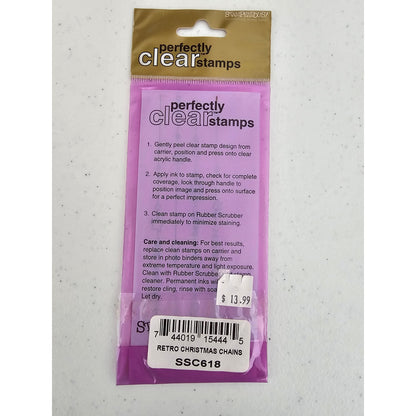 perfectly
clear stamps
perfectly
clear stamps
1. Gently peel clear stamp design from
carrier, position and press onto clear
acrylic handle.
2. Apply ink to stamp, check for complete
coverage, look through handle to
position image and press onto surface
for a perfect impression.
3. Clean stamp on Rubber Scrubber
immediately to minimize staining.
Care and cleaning: For best results,
replace clean stamps on carrier and
store in photo binders away from
extreme temperature and light exposure.
Clean with Rubber Scrubber
cleaner. Permanent inks
restore cling, rinse with soap
Let dry.
$ 13.99
7 44019 15444 5
RETRO CHRISTMAS CHAINS
SSC618